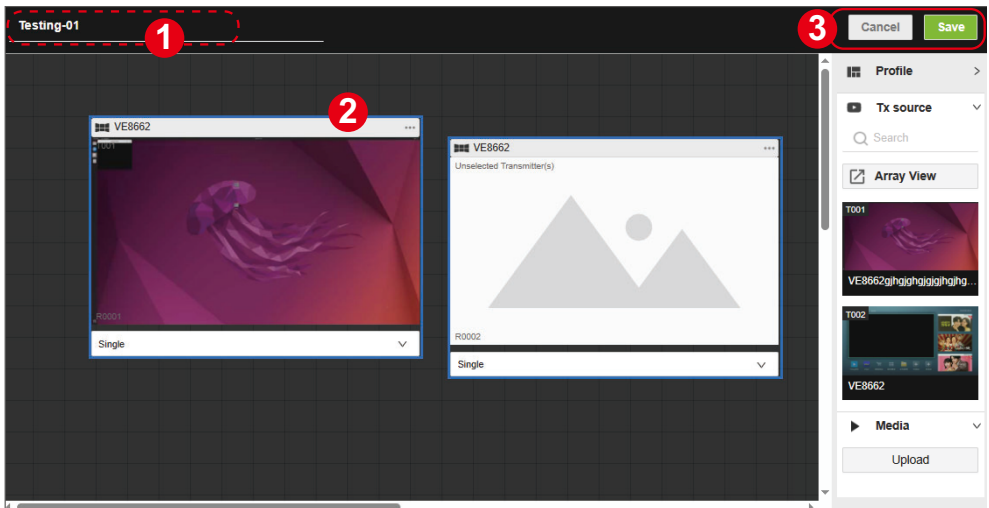 Testing-01
1
3
Cancel
Save
Profile
Tx source
Search
Array View
T001
VE8662gjhgjghgjgjgjhgjhg...
T002
VE8662
Media
Upload
2
VE8662
T001
R0001
Single
VE8662
Unselected Transmitter(s)
R0002
Single